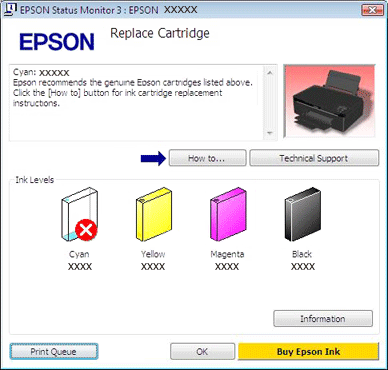 EPSON Status Monitor 3 : EPSON XXXXX
EPSON
Replace Cartridge
Cyan: XXXXX
Epson recommends the genuine Epson cartridges listed above.
Click the [How to] button for ink cartridge replacement
instructions.
How to...
Technical Support
Ink Levels
Cyan
XXXX
Yellow
XXXX
Magenta
XXXX
Black
XXXX
Information
Print Queue
OK
Buy Epson Ink